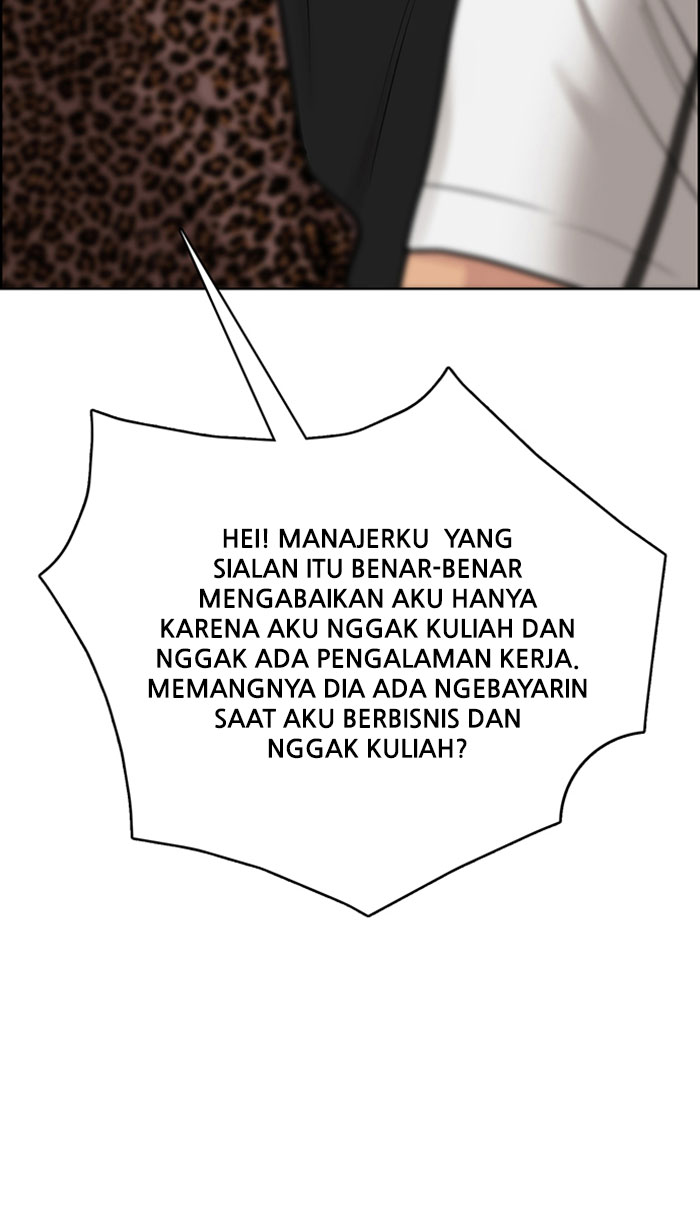 HEI! MANAJERKU YANG
SIALAN ITU BENAR-BENAR
MENGABAIKAN AKU HANYA
KARENA AKU NGGAK KULIAH DAN
NGGAK ADA PENGALAMAN KERJA.
MEMANGNYA DIA ADA NGEBAYARIN
SAAT AKU BERBISNIS DAN
NGGAK KULIAH?